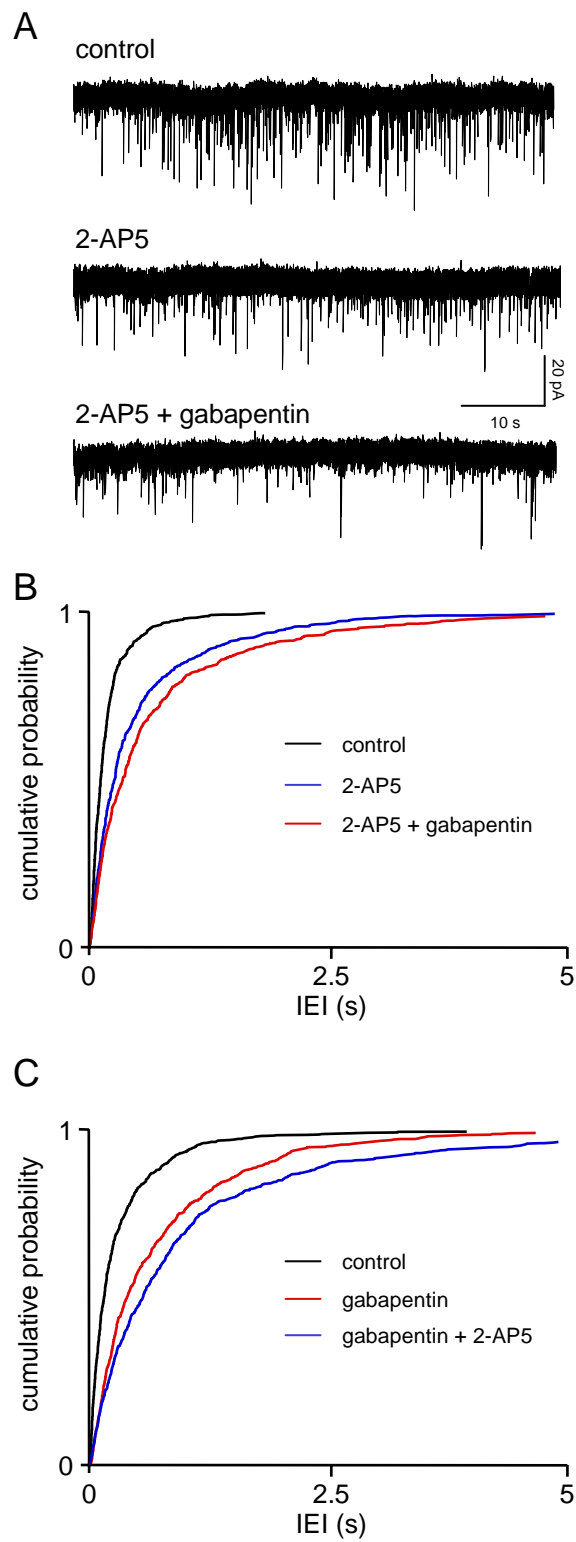 A
control
2-AP5
20 pA
10 s
2-AP5 + gabapentin
B
1
cumulative probability
control
2-AP5
2-AP5 + gabapentin
0
0
2.5
5
IEI (s)
C
1
cumulative probability
control
gabapentin
gabapentin + 2-AP5
0
0
2.5
5
IEI (s)